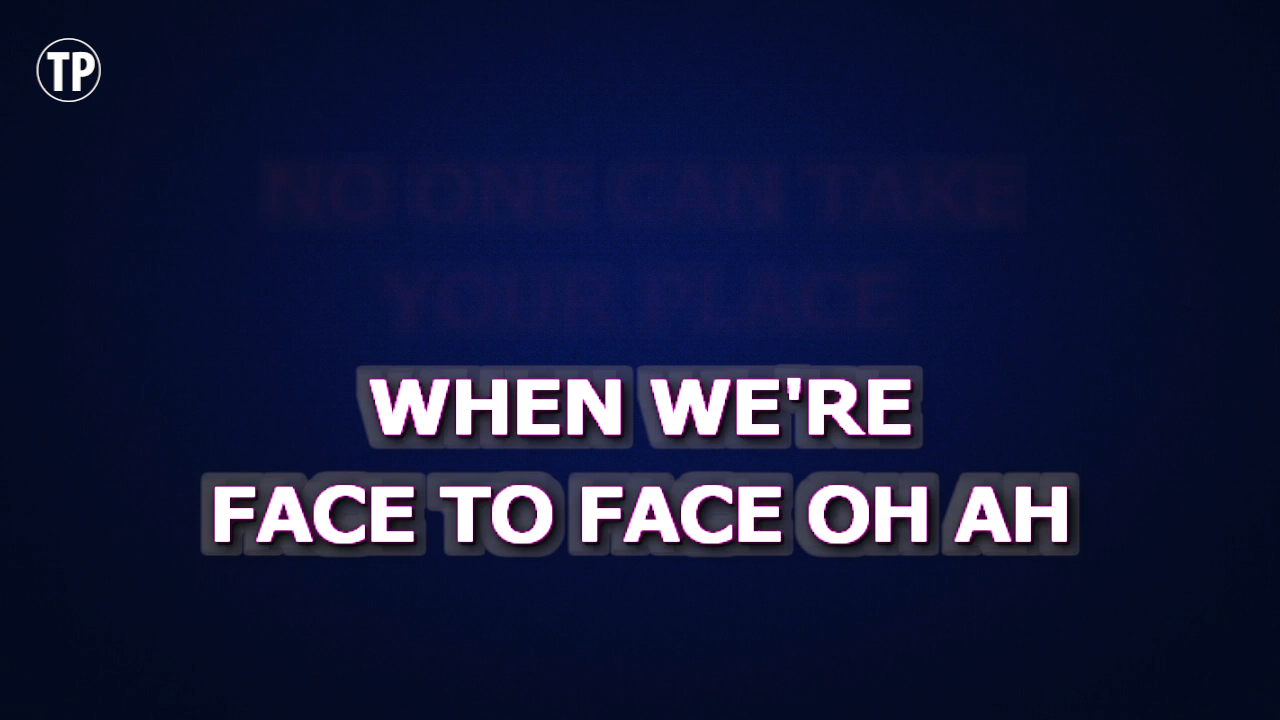 TP
NO ONE CAN TAKE
YOUR PLACE
WHEN WE'RE
FACE TO FACE OH AH